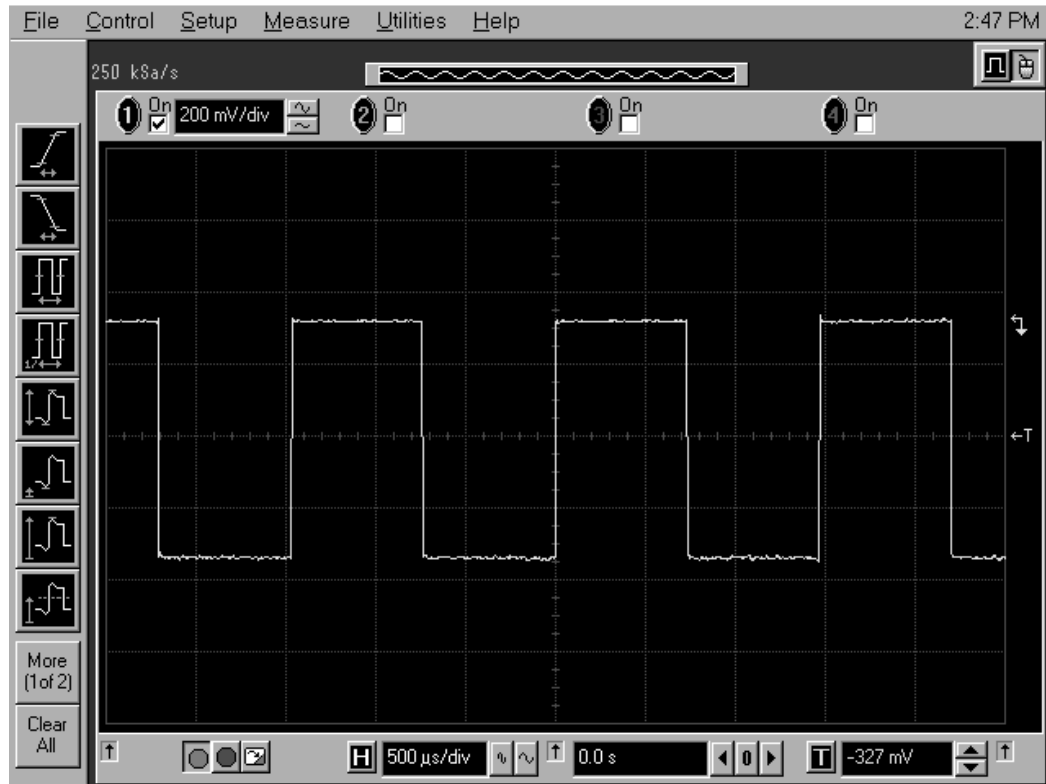 File Control Setup Measure Utilities Help 2:47 PM
250 kSa/s
1 On 200 mV/div 2 On 3 On 4 On
1/
←T
More
(1of 2)
Clear
All
H 500 µs/div 0.0 s 0 T -327 mV